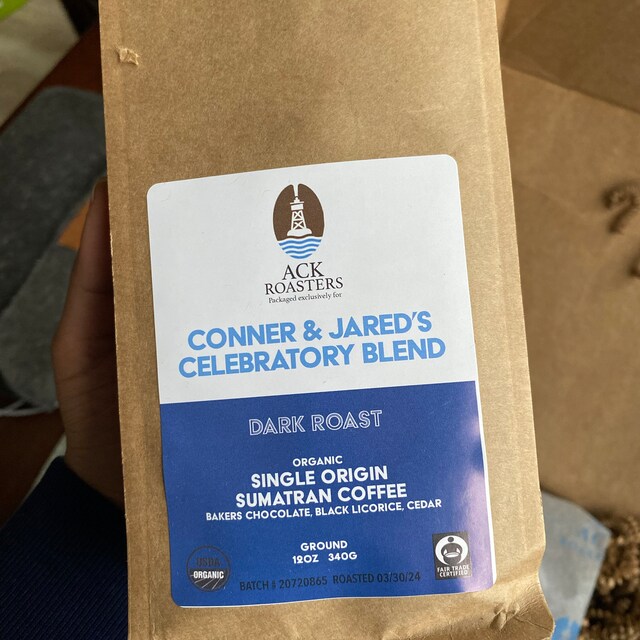 ACK
ROASTERS
Packaged exclusively for
CONNER & JARED'S
CELEBRATORY BLEND
DARK ROAST
ORGANIC
SINGLE ORIGIN
SUMATRAN COFFEE
BAKERS CHOCOLATE, BLACK LICORICE, CEDAR
GROUND
12OZ 340G
USDA
ORGANIC
BATCH # 20720865 ROASTED 03/30/24
FAIR TRADE
CERTIFIED